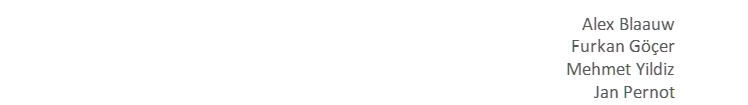 Alex Blaauw
Furkan Göçer
Mehmet Yildiz
Jan Pernot